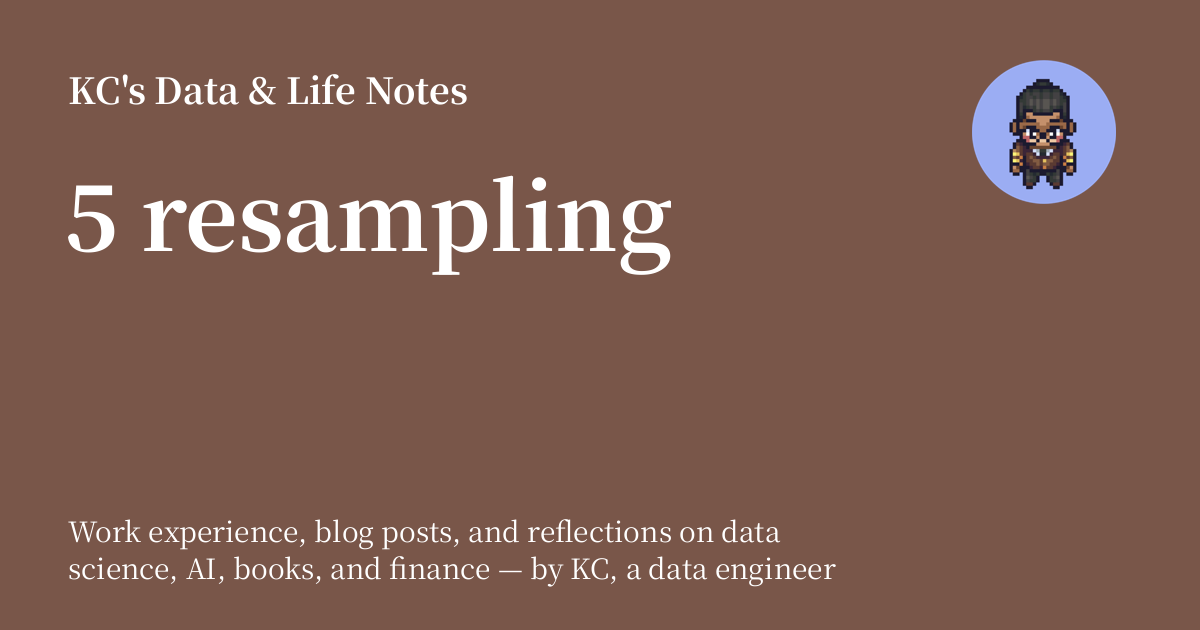 KC's Data & Life Notes
5 resampling
Work experience, blog posts, and reflections on data
science, AI, books, and finance — by KC, a data engineer